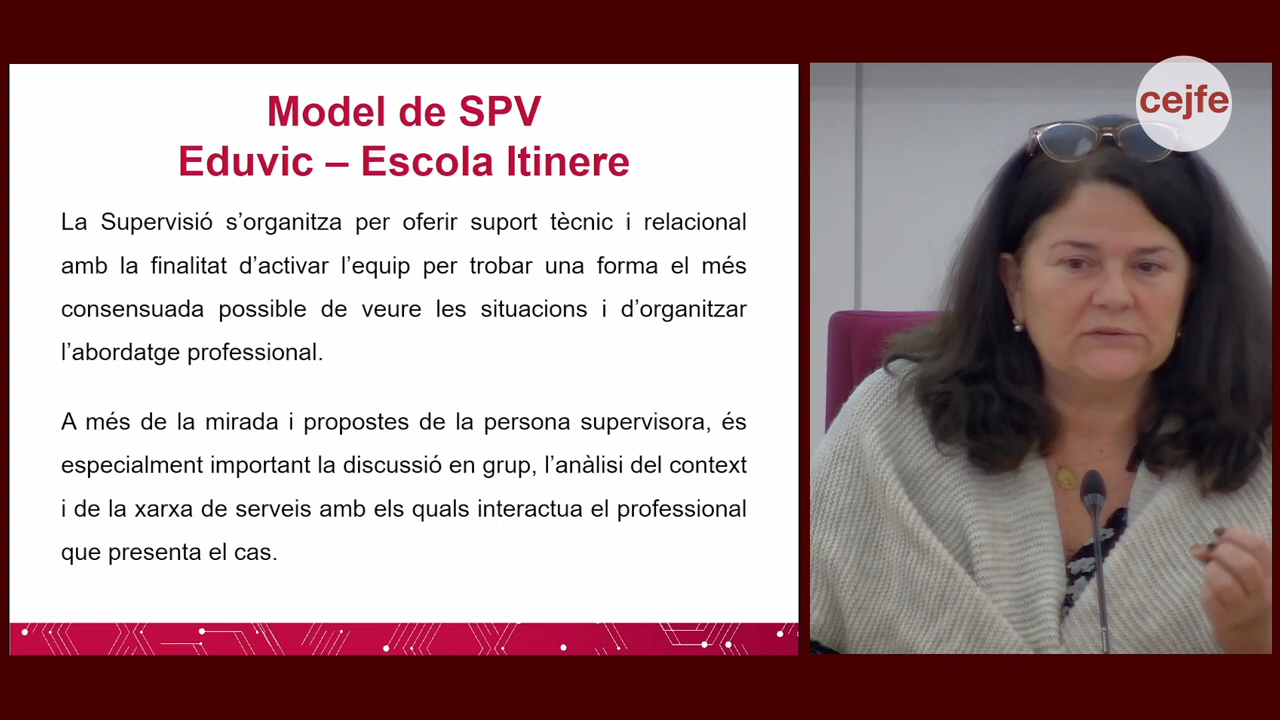 Model de SPV
Eduvic – Escola Itinere
La Supervisió s’organitza per oferir suport tècnic i relacional
amb la finalitat d’activar l’equip per trobar una forma el més
consensuada possible de veure les situacions i d’organitzar
l’abordatge professional.
A més de la mirada i propostes de la persona supervisora, és
especialment important la discussió en grup, l’anàlisi del context
i de la xarxa de serveis amb els quals interactua el professional
que presenta el cas.
cejfe